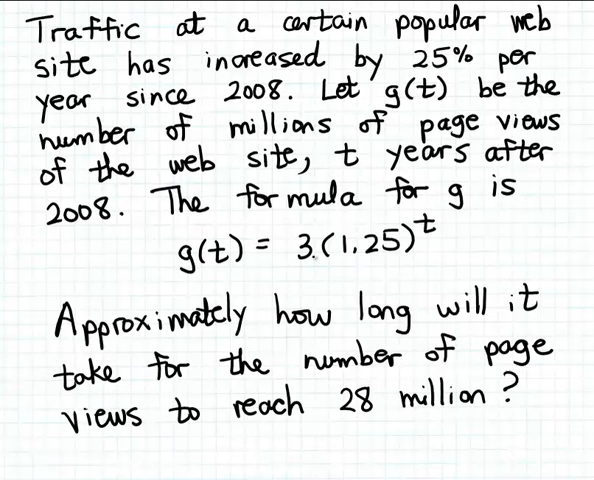 Traffic at a certain popular web
site has increased by 25% per
year since 2008. Let g(t) be the
number of millions of page views
of the web site, t years after
2008. The formula for g is
g(t) = 3.(1.25)^t
Approximately how long will it
take for the number of page
views to reach 28 million?